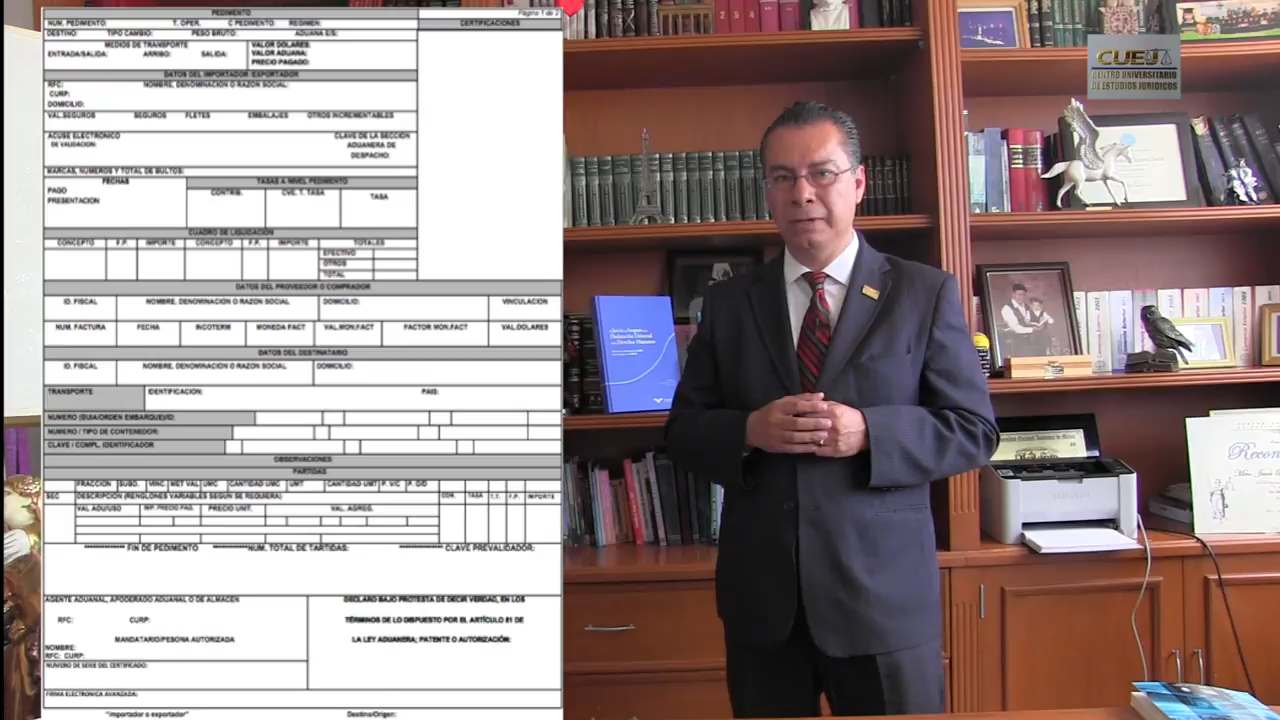 PEDIMENTO
Página 1 de 2
NUM. PEDIMENTO: T. OPER. C PEDIMENTO: REGIMEN:
CERTIFICACIONES
DESTINO: TIPO CAMBIO: PESO BRUTO: ADUANA E/S:
MEDIOS DE TRANSPORTE
ENTRADA/SALIDA: ARRIBO: SALIDA:
VALOR DOLARES:
VALOR ADUANA:
PRECIO PAGADO:
DATOS DEL IMPORTADOR /EXPORTADOR
RFC: NOMBRE, DENOMINACION O RAZON SOCIAL:
CURP:
DOMICILIO:
VAL.SEGUROS SEGUROS FLETES EMBALAJES OTROS INCREMENTABLES
ACUSE ELECTRONICO
DE VALIDACION:
CLAVE DE LA SECCION
ADUANERA DE
DESPACHO:
MARCAS, NUMEROS Y TOTAL DE BULTOS:
FECHAS
TASAS A NIVEL PEDIMENTO
PAGO
PRESENTACION
CONTRIB. CVE. T. TASA TASA
CUADRO DE LIQUIDACION
CONCEPTO F.P. IMPORTE CONCEPTO F.P. IMPORTE TOTALES
EFECTIVO
OTROS
TOTAL
DATOS DEL PROVEEDOR O COMPRADOR
ID. FISCAL NOMBRE, DENOMINACION O RAZON SOCIAL DOMICILIO: VINCULACION
NUM. FACTURA FECHA INCOTERM MONEDA FACT VAL.MON.FACT FACTOR MON.FACT VAL.DOLARES
DATOS DEL DESTINATARIO
ID. FISCAL NOMBRE, DENOMINACION O RAZON SOCIAL DOMICILIO:
TRANSPORTE IDENTIFICACION: PAIS:
NUMERO (GUIA/ORDEN EMBARQUE)/ID:
NUMERO / TIPO DE CONTENEDOR:
CLAVE / COMPL. IDENTIFICADOR
OBSERVACIONES
PARTIDAS
FRACCION SUBD. VINC. MET VAL UMC CANTIDAD UMC UMT CANTIDAD UMT P. V/C P. O/D
SEC DESCRIPCION (RENGLONES VARIABLES SEGUN SE REQUIERA) CON. TASA T.T. F.P. IMPORTE
VAL ADU/USD IMP. PRECIO PAG. PRECIO UNIT. VAL. AGREG.
************** FIN DE PEDIMENTO ************NUM. TOTAL DE TARTIDAS: *************** CLAVE PREVALIDADOR:
AGENTE ADUANAL, APODERADO ADUANAL O DE ALMACEN
RFC: CURP:
MANDATARIO/PESONA AUTORIZADA
NOMBRE:
RFC: CURP:
NUMERO DE SERIE DEL CERTIFICADO:
DECLARO BAJO PROTESTA DE DECIR VERDAD, EN LOS
TÉRMINOS DE LO DISPUESTO POR EL ARTÍCULO 81 DE
LA LEY ADUANERA; PATENTE O AUTORIZACIÓN:
FIRMA ELECTRONICA AVANZADA:
"importador o exportador" Destino/Origen:
CUEJ
CENTRO UNIVERSITARIO
DE ESTUDIOS JURIDICOS
254